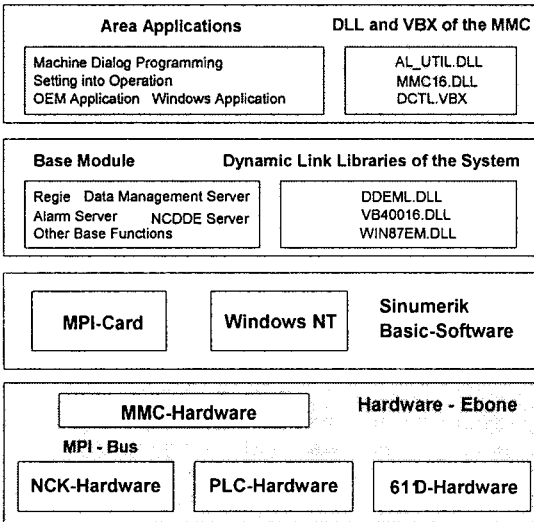 Area Applications
DLL and VBX of the MMC
Machine Dialog Programming
Setting into Operation
OEM Application Windows Application
AL_UTIL.DLL
MMC16.DLL
DCTL.VBX
Base Module
Dynamic Link Libraries of the System
Regie Data Management Server
Alarm Server NCDDE Server
Other Base Functions
DDEML.DLL
VB40016.DLL
WIN87EM.DLL
MPI-Card
Windows NT
Sinumerik
Basic-Software
MMC-Hardware
Hardware - Ebone
MPI - Bus
NCK-Hardware
PLC-Hardware
611D-Hardware